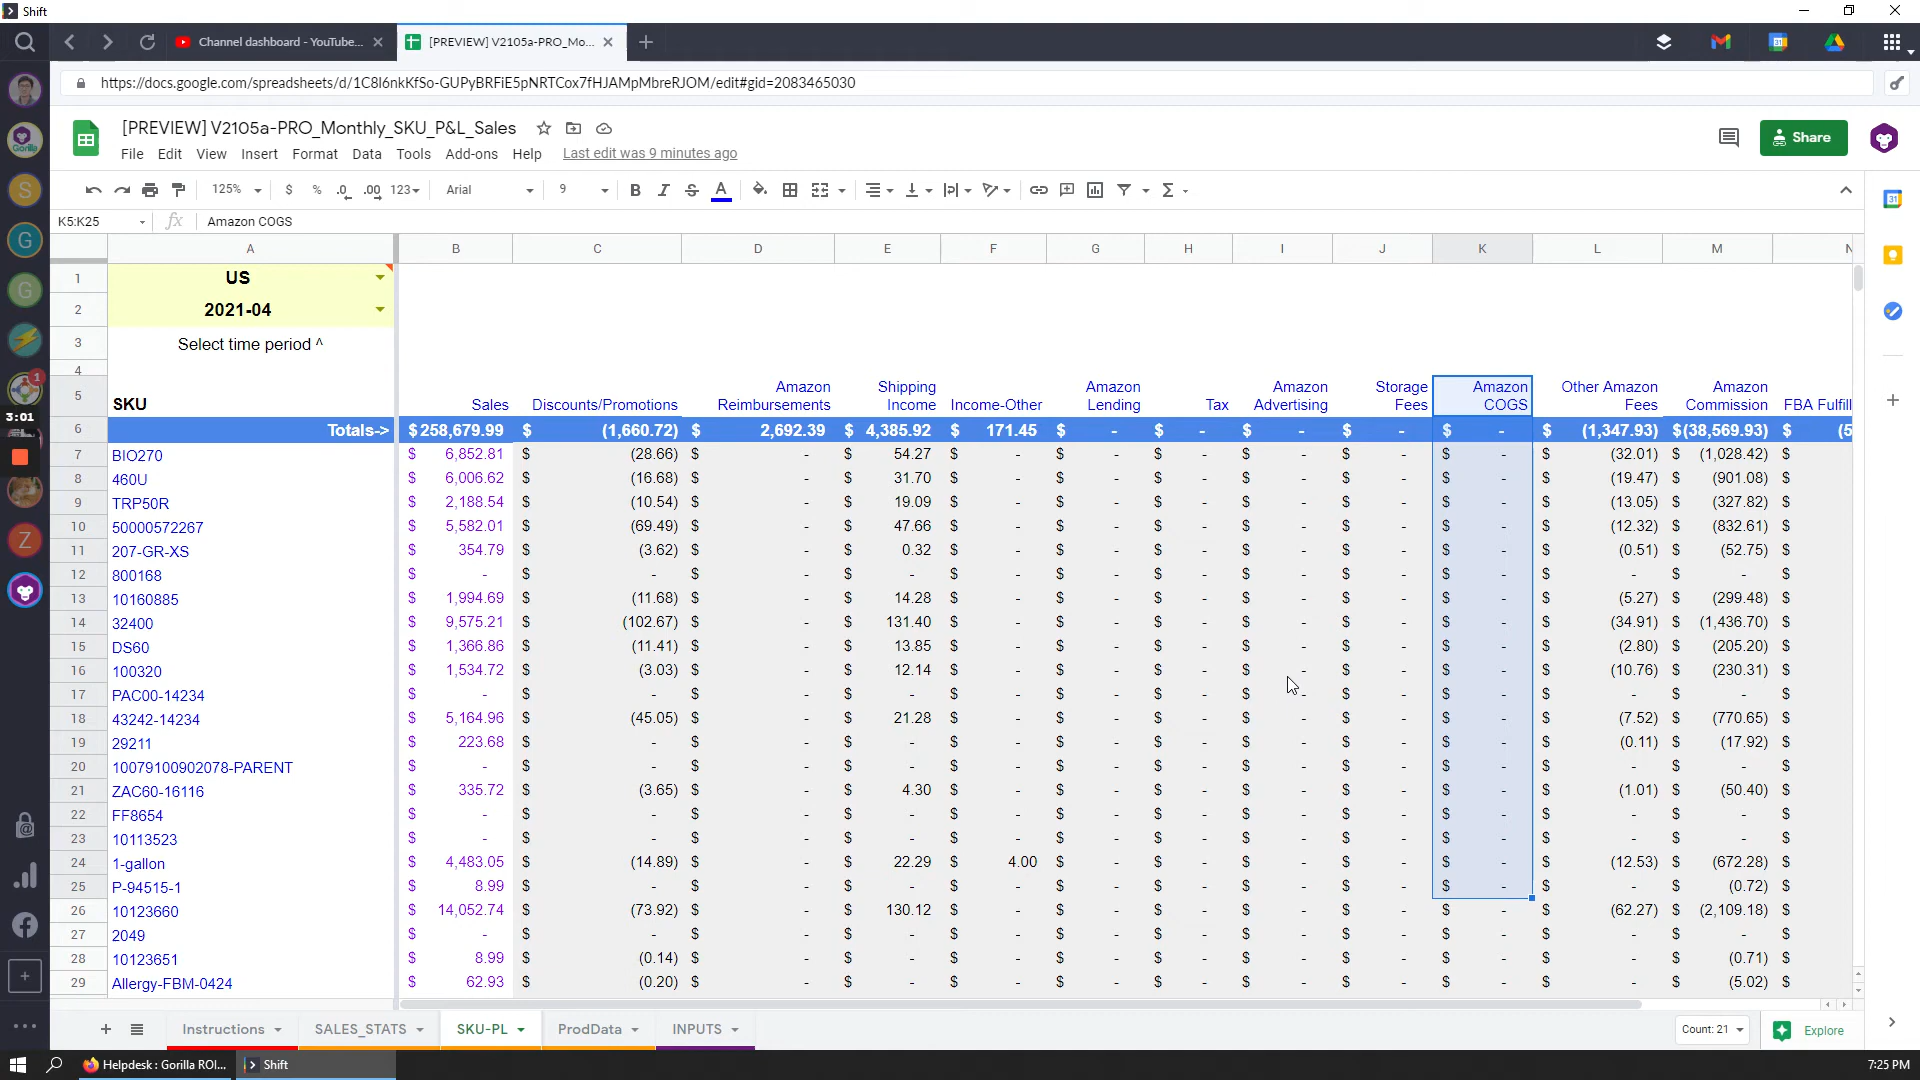 Shift
Channel dashboard - YouTube...
[PREVIEW] V2105a-PRO_Mo...
https://docs.google.com/spreadsheets/d/1C8I6nkKfSo-GUPyBRFiE5pNRTCox7fHJAMpMbreRJOM/edit#gid=2083465030
[PREVIEW] V2105a-PRO_Monthly_SKU_P&L_Sales
Share
File Edit View Insert Format Data Tools Add-ons Help Last edit was 9 minutes ago
125% $ % .0 .00 123 Arial 9 B I S A
K5:K25 fx Amazon COGS
A B C D E F G H I J K L M N
1 US
2 2021-04
3 Select time period ^
4
5 SKU Sales Discounts/Promotions Amazon Reimbursements Shipping Income Income-Other Amazon Lending Tax Amazon Advertising Storage Fees Amazon COGS Other Amazon Fees Amazon Commission FBA Fulfill
6 Totals-> $258,679.99 $ (1,660.72) $ 2,692.39 $ 4,385.92 $ 171.45 $ - $ - $ - $ - $ - $ (1,347.93) $(38,569.93) $ (5
7 BIO270 $ 6,852.81 $ (28.66) $ - $ 54.27 $ - $ - $ - $ - $ - $ - $ (32.01) $ (1,028.42) $
8 460U $ 6,006.62 $ (16.68) $ - $ 31.70 $ - $ - $ - $ - $ - $ - $ (19.47) $ (901.08) $
9 TRP50R $ 2,188.54 $ (10.54) $ - $ 19.09 $ - $ - $ - $ - $ - $ - $ (13.05) $ (327.82) $
10 50000572267 $ 5,582.01 $ (69.49) $ - $ 47.66 $ - $ - $ - $ - $ - $ - $ (12.32) $ (832.61) $
11 207-GR-XS $ 354.79 $ (3.62) $ - $ 0.32 $ - $ - $ - $ - $ - $ - $ (0.51) $ (52.75) $
12 800168 $ - $ - $ - $ - $ - $ - $ - $ - $ - $ - $ - $ - $
13 10160885 $ 1,994.69 $ (11.68) $ - $ 14.28 $ - $ - $ - $ - $ - $ - $ (5.27) $ (299.48) $
14 32400 $ 9,575.21 $ (102.67) $ - $ 131.40 $ - $ - $ - $ - $ - $ - $ (34.91) $ (1,436.70) $
15 DS60 $ 1,366.86 $ (11.41) $ - $ 13.85 $ - $ - $ - $ - $ - $ - $ (2.80) $ (205.20) $
16 100320 $ 1,534.72 $ (3.03) $ - $ 12.14 $ - $ - $ - $ - $ - $ - $ (10.76) $ (230.31) $
17 PAC00-14234 $ - $ - $ - $ - $ - $ - $ - $ - $ - $ - $ - $ - $
18 43242-14234 $ 5,164.96 $ (45.05) $ - $ 21.28 $ - $ - $ - $ - $ - $ - $ (7.52) $ (770.65) $
19 29211 $ 223.68 $ - $ - $ - $ - $ - $ - $ - $ - $ - $ (0.11) $ (17.92) $
20 10079100902078-PARENT $ - $ - $ - $ - $ - $ - $ - $ - $ - $ - $ - $ - $
21 ZAC60-16116 $ 335.72 $ (3.65) $ - $ 4.30 $ - $ - $ - $ - $ - $ - $ (1.01) $ (50.40) $
22 FF8654 $ - $ - $ - $ - $ - $ - $ - $ - $ - $ - $ - $ - $
23 10113523 $ - $ - $ - $ - $ - $ - $ - $ - $ - $ - $ - $ - $
24 1-gallon $ 4,483.05 $ (14.89) $ - $ 22.29 $ 4.00 $ - $ - $ - $ - $ - $ (12.53) $ (672.28) $
25 P-94515-1 $ 8.99 $ - $ - $ - $ - $ - $ - $ - $ - $ - $ - $ (0.72) $
26 10123660 $ 14,052.74 $ (73.92) $ - $ 130.12 $ - $ - $ - $ - $ - $ - $ (62.27) $ (2,109.18) $
27 2049 $ - $ - $ - $ - $ - $ - $ - $ - $ - $ - $ - $ - $
28 10123651 $ 8.99 $ (0.14) $ - $ - $ - $ - $ - $ - $ - $ - $ - $ (0.71) $
29 Allergy-FBM-0424 $ 62.93 $ (0.20) $ - $ - $ - $ - $ - $ - $ - $ - $ - $ (5.02) $
Instructions SALES_STATS SKU-PL ProdData INPUTS Count: 21 Explore
Gorilla
S
G
G
1
3:01
Z
31
Helpdesk : Gorilla ROI... Shift 7:25 PM